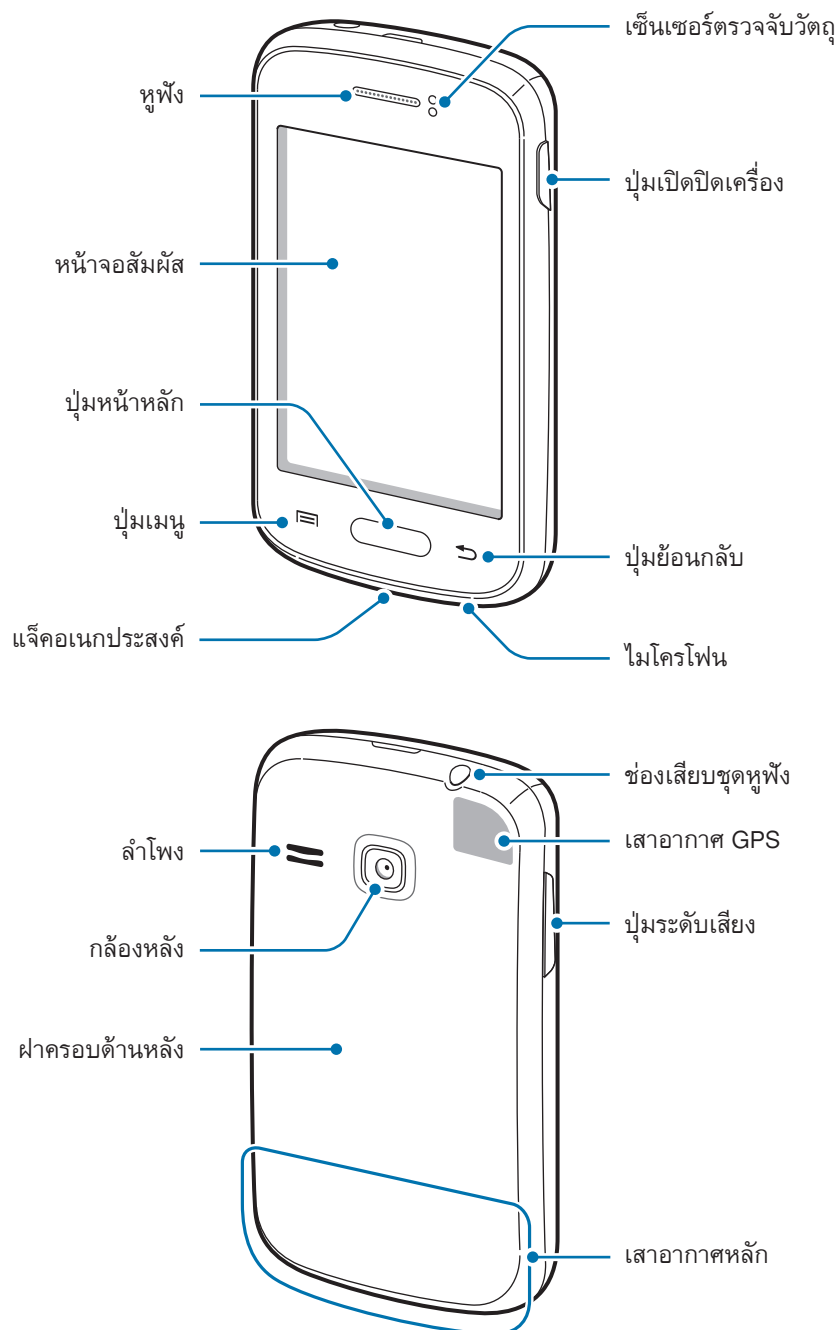 เซ็นเซอร์ตรวจจับวัตถุ
หูฟัง
ปุ่มเปิดปิดเครื่อง
หน้าจอสัมผัส
ปุ่มหน้าหลัก
ปุ่มเมนู
ปุ่มย้อนกลับ
แจ็คอเนกประสงค์
ไมโครโฟน
ช่องเสียบชุดหูฟัง
เสาอากาศ GPS
ลำโพง
ปุ่มระดับเสียง
กล้องหลัง
ฝาครอบด้านหลัง
เสาอากาศหลัก